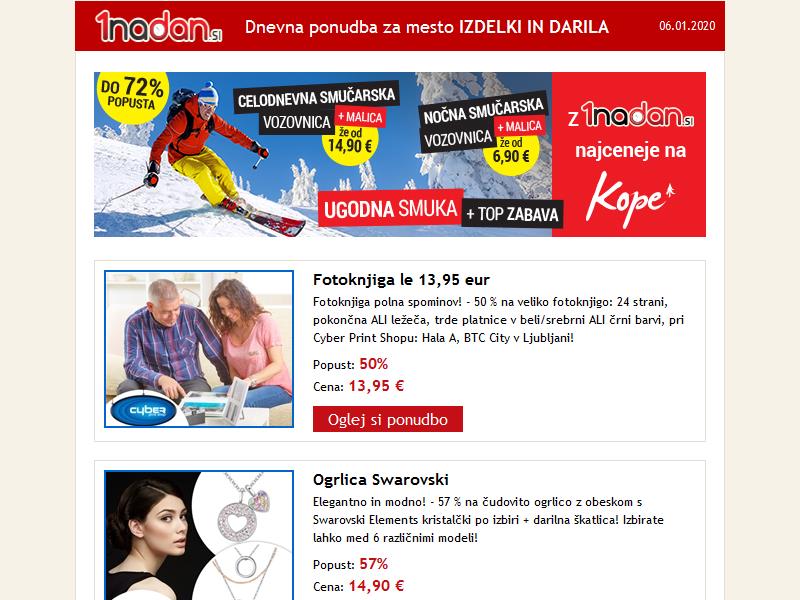 1nadan.si
Dnevna ponudba za mesto IZDELKI IN DARILA
06.01.2020
DO 72%
POPUSTA
CELODNEVNA SMUČARSKA
VOZOVNICA + MALICA
že od
14,90 €
NOČNA SMUČARSKA
VOZOVNICA + MALICA
že od
6,90 €
UGODNA SMUKA + TOP ZABAVA
z 1nadan.si
najceneje na
Kope
Fotoknjiga le 13,95 eur
Fotoknjiga polna spominov! - 50 % na veliko fotoknjigo: 24 strani,
pokončna ALI ležeča, trde platnice v beli/srebrni ALI črni barvi, pri
Cyber Print Shopu: Hala A, BTC City v Ljubljani!
Popust: 50%
Cena: 13,95 €
Oglej si ponudbo
cyber
Ogrlica Swarovski
Elegantno in modno! - 57 % na čudovito ogrlico z obeskom s
Swarovski Elements kristalčki po izbiri + darilna škatlica! Izbirate
lahko med 6 različnimi modeli!
Popust: 57%
Cena: 14,90 €